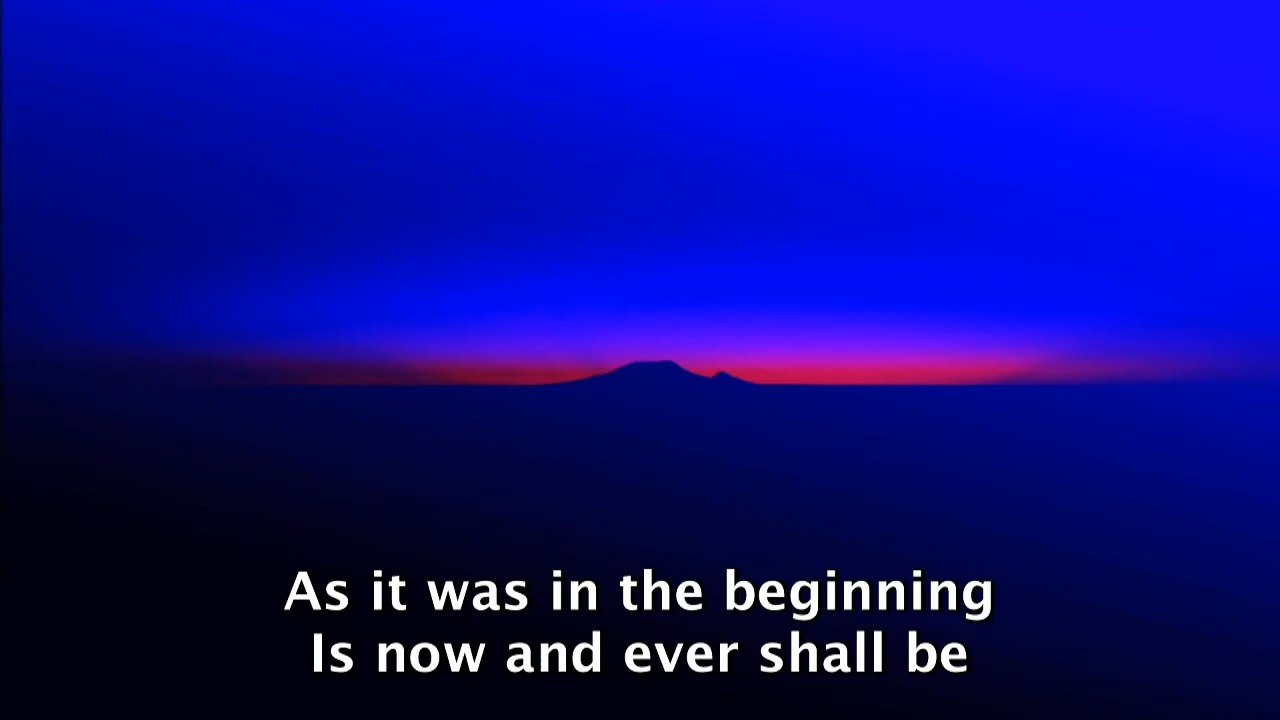 As it was in the beginning
Is now and ever shall be